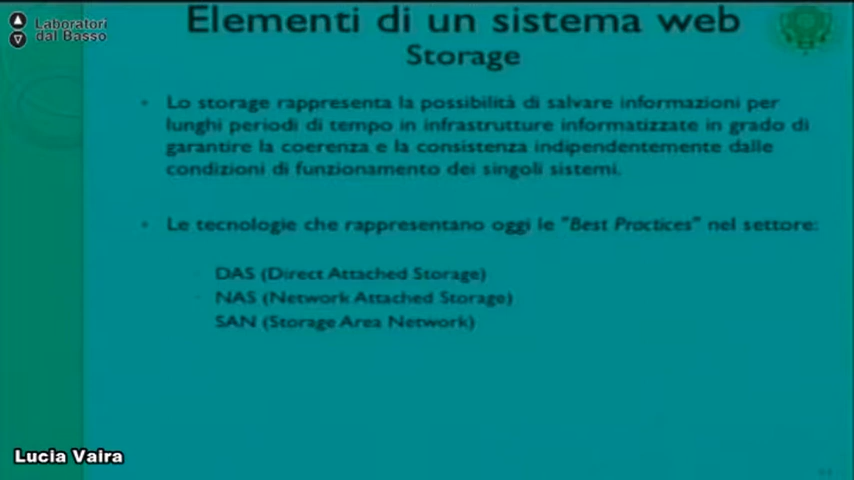 Laboratori
dal Basso
Elementi di un sistema web
Storage
Lo storage rappresenta la possibilità di salvare informazioni per
lunghi periodi di tempo in infrastrutture informatizzate in grado di
garantire la coerenza e la consistenza indipendentemente dalle
condizioni di funzionamento dei singoli sistemi.
Le tecnologie che rappresentano oggi le "Best Practices" nel settore:
DAS (Direct Attached Storage)
NAS (Network Attached Storage)
SAN (Storage Area Network)
Lucia Vaira